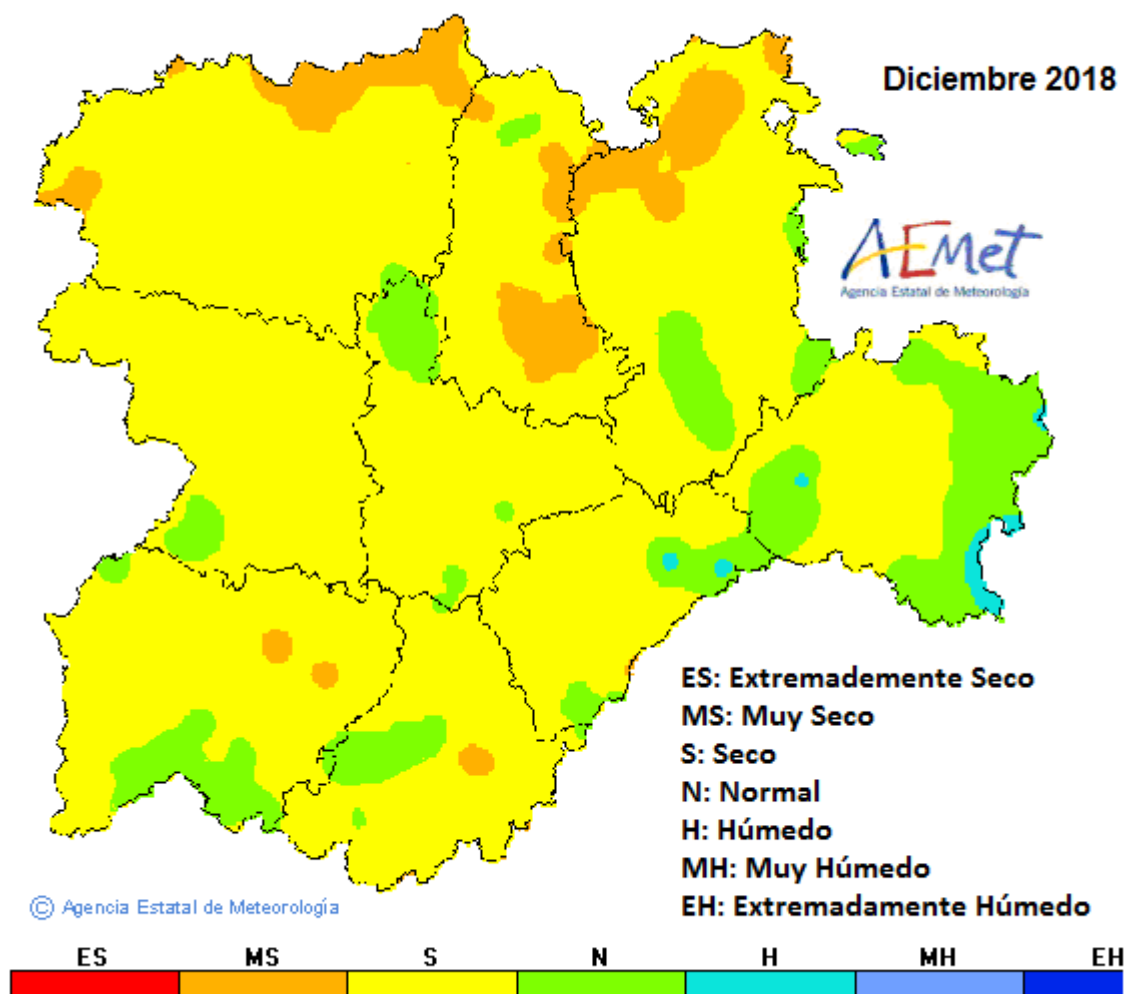 Diciembre 2018
AEMet
Agencia Estatal de Meteorología
ES: Extremademente Seco
MS: Muy Seco
S: Seco
N: Normal
H: Húmedo
MH: Muy Húmedo
EH: Extremadamente Húmedo
© Agencia Estatal de Meteorología
ES MS S N H MH EH